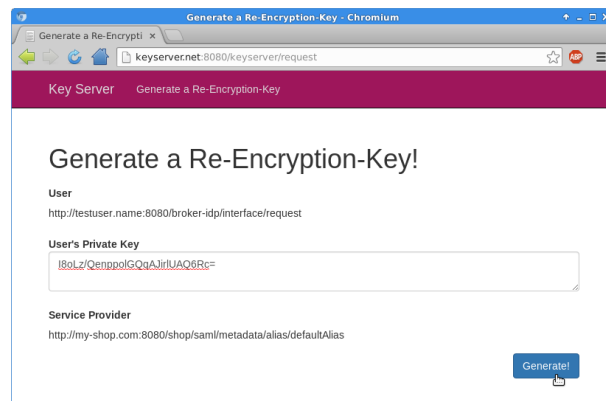 Generate a Re-Encryption-Key - Chromium
Generate a Re-Encrypti ×
keyserver.net:8080/keyserver/request
ABP
Key Server Generate a Re-Encryption-Key
Generate a Re-Encryption-Key!
User
http://testuser.name:8080/broker-idp/interface/request
User's Private Key
I8oLz/QenppolGQqAJirlUAQ6Rc=
Service Provider
http://my-shop.com:8080/shop/saml/metadata/alias/defaultAlias
Generate!